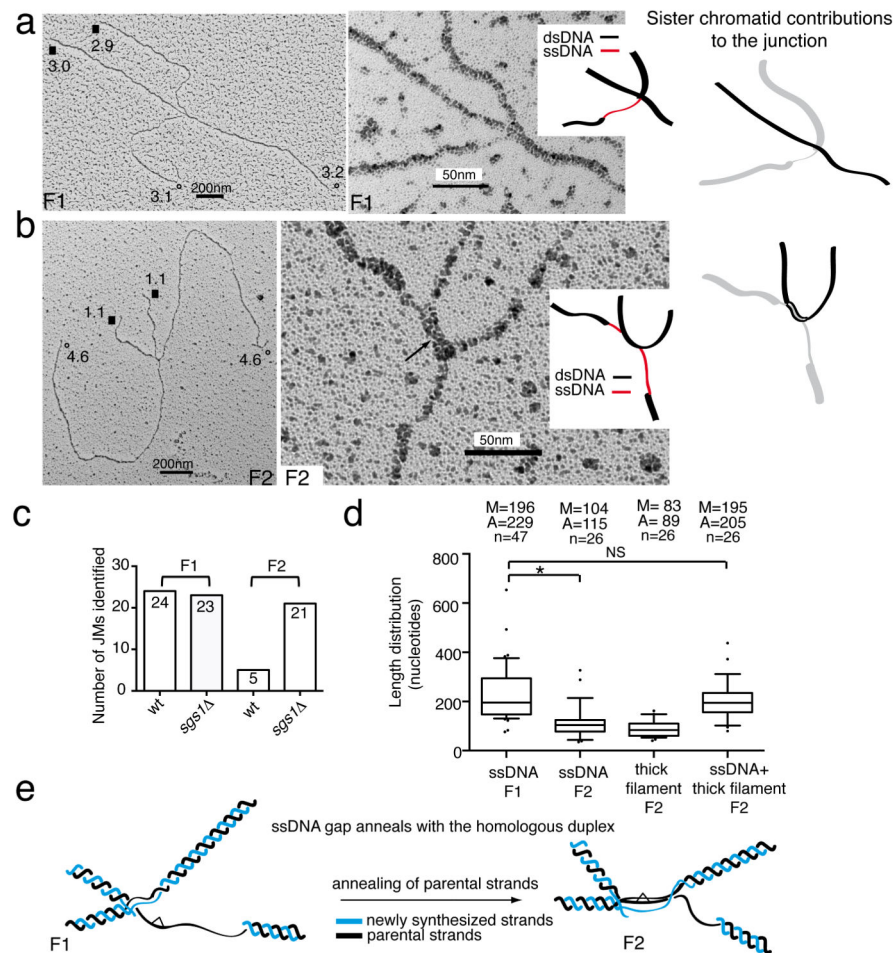 a
2.9
3.0
3.1
3.2
200nm
F1
50nm
F1
dsDNA
ssDNA
Sister chromatid contributions
to the junction
b
1.1
1.1
4.6
4.6
200nm
F2
F2
50nm
dsDNA
ssDNA
c
Number of JMs identified
30
20
10
0
F1
F2
24
23
5
21
wt
sgs1Δ
wt
sgs1Δ
d
M=196 M=104 M= 83 M=195
A=229 A=115 A= 89 A=205
n=47 n=26 n=26 n=26
NS
*
Length distribution
(nucleotides)
800
600
400
200
0
ssDNA
F1
ssDNA
F2
thick
filament
F2
ssDNA+
thick filament
F2
e
ssDNA gap anneals with the homologous duplex
annealing of parental strands
newly synthesized strands
parental strands
F1
F2